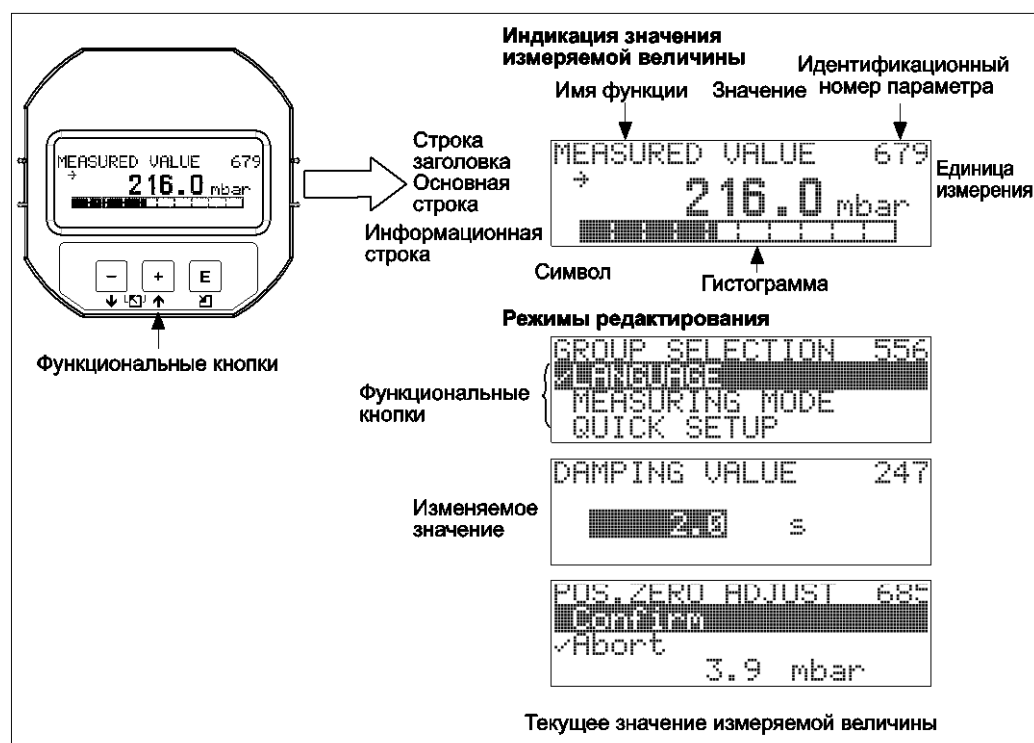 MEASURED VALUE 679
216.0 mbar
- + E
Функциональные кнопки
Индикация значения
измеряемой величины
Имя функции
Значение
Идентификационный
номер параметра
Строка
заголовка
Основная
строка
Информационная
строка
MEASURED VALUE 679
216.0 mbar
Единица
измерения
Символ
Гистограмма
Режимы редактирования
Функциональные
кнопки
GROUP SELECTION 556
✓LANGUAGE
MEASURING MODE
QUICK SETUP
Изменяемое
значение
DAMPING VALUE 247
2.0 s
POS.ZERO ADJUST 685
Confirm
✓Abort
3.9 mbar
Текущее значение измеряемой величины